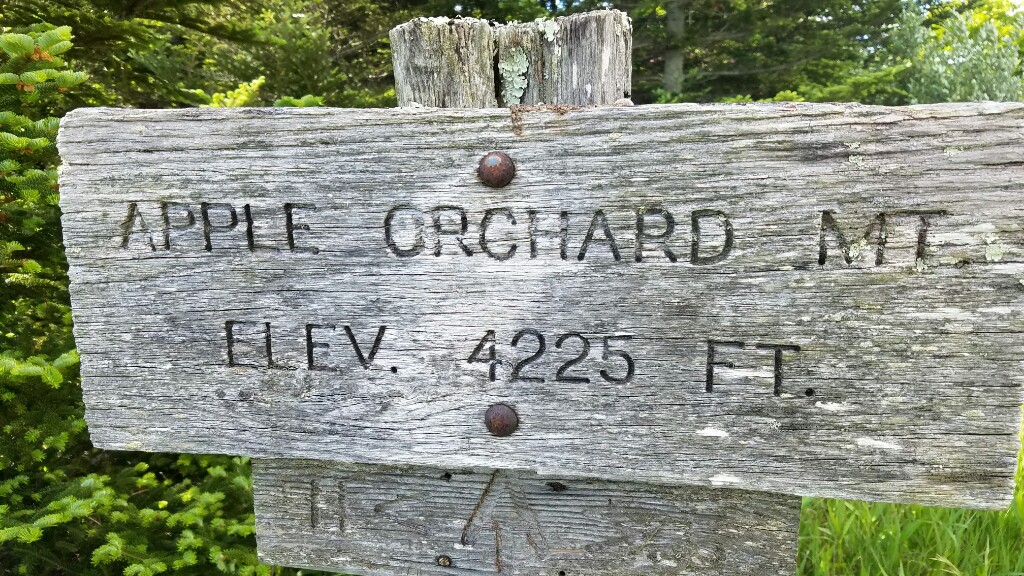 APPLE ORCHARD MT.
ELEV. 4225 FT.